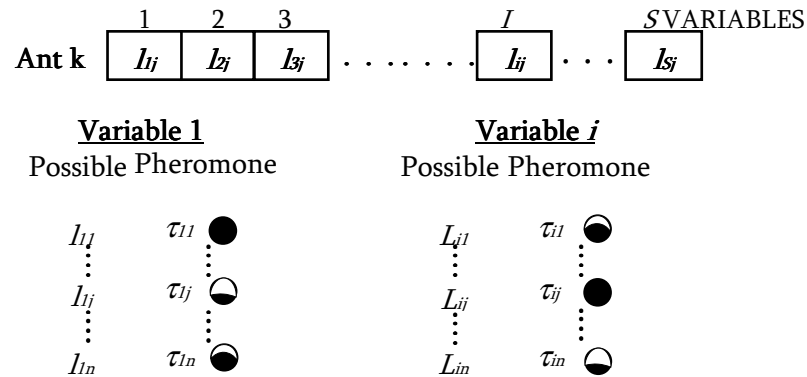 1 2 3 I S VARIABLES
Ant k l1j l2j l3j . . . . . . . . lij . . . lSj
Variable 1 Variable i
Possible Pheromone Possible Pheromone
l11 τ11 Li1 τi1
l1j τ1j Lij τij
l1n τ1n Lin τin